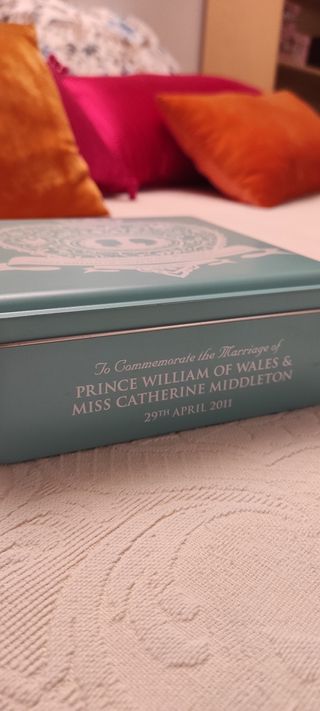 To Commemorate the Marriage of
PRINCE WILLIAM OF WALES &
MISS CATHERINE MIDDLETON
29TH APRIL 2011